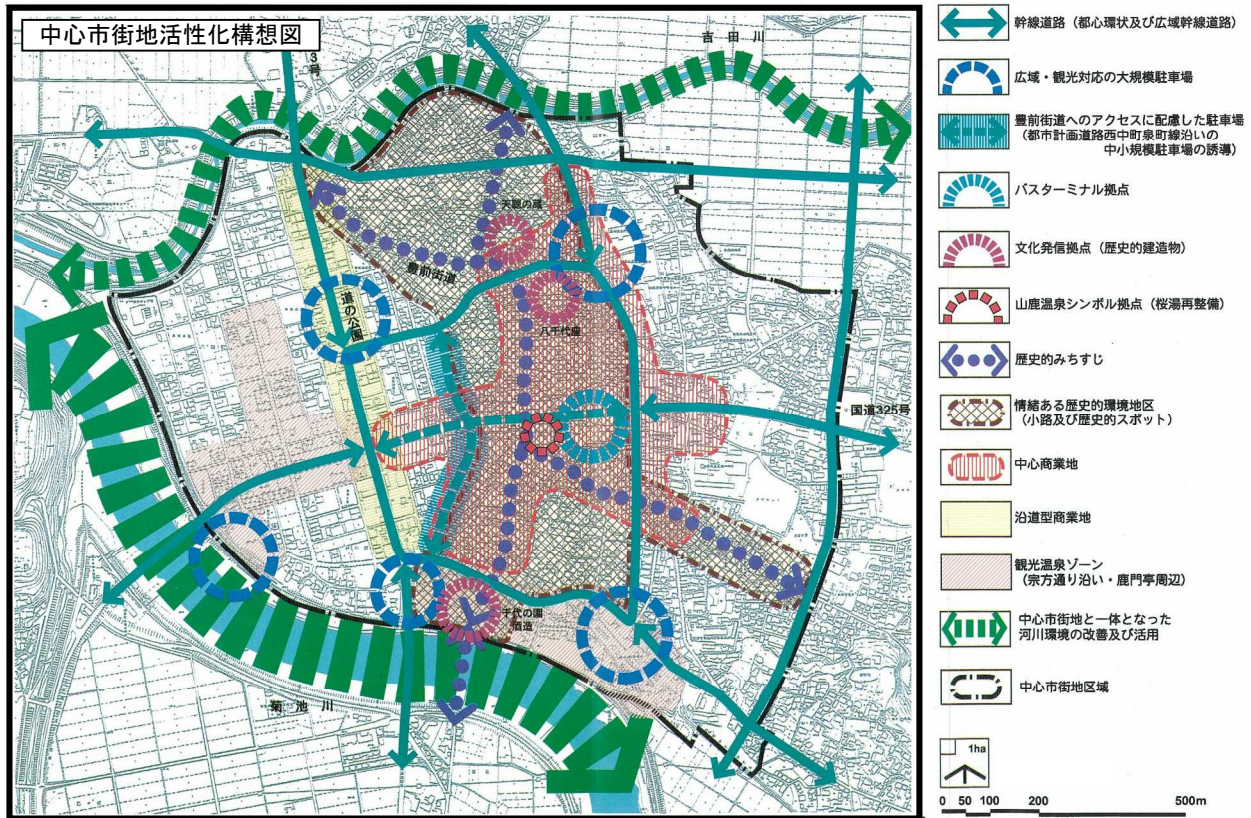 中心市街地活性化構想図
3号
吉田川
天聴の蔵
豊前街道
道の公園
八千代座
国道325号
千代の園
酒造
菊池川
幹線道路（都心環状及び広域幹線道路）
広域・観光対応の大規模駐車場
豊前街道へのアクセスに配慮した駐車場
（都市計画道路西中町泉町線沿いの
中小規模駐車場の誘導）
バスターミナル拠点
文化発信拠点（歴史的建造物）
山鹿温泉シンボル拠点（桜湯再整備）
歴史的みちすじ
情緒ある歴史的環境地区
（小路及び歴史的スポット）
中心商業地
沿道型商業地
観光温泉ゾーン
（宗方通り沿い・鹿門亭周辺）
中心市街地と一体となった
河川環境の改善及び活用
中心市街地区域
1ha
0 50 100 200 500m